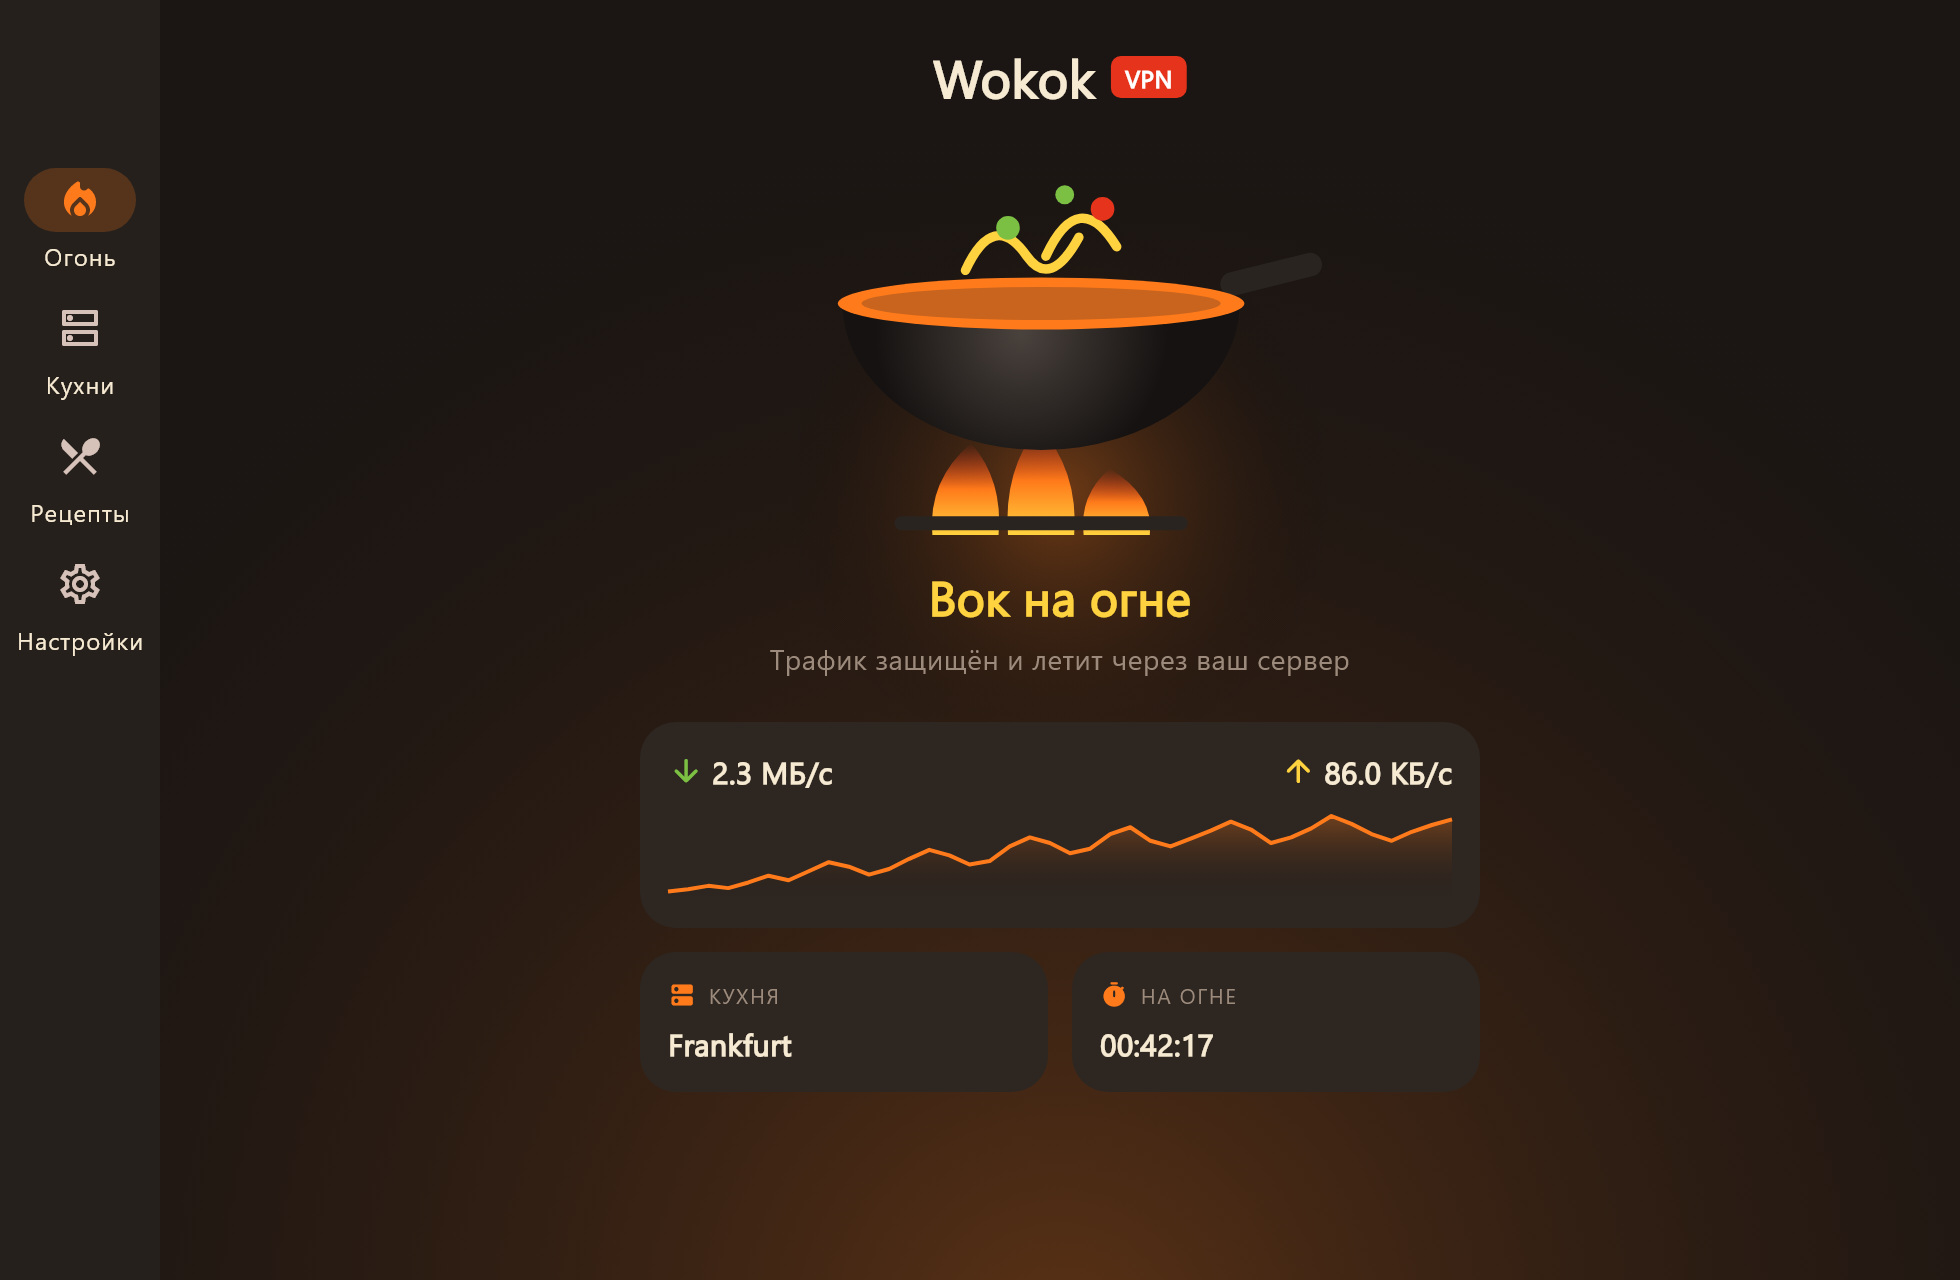 Wokok VPN
Огонь
Кухни
Рецепты
Настройки
Вок на огне
Трафик защищён и летит через ваш сервер
2.3 МБ/с
86.0 КБ/с
КУХНЯ
Frankfurt
НА ОГНЕ
00:42:17